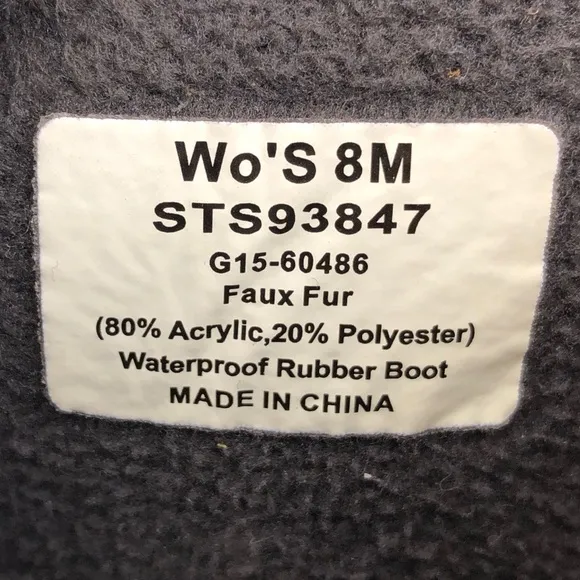 Wo'S 8M
STS93847
G15-60486
Faux Fur
(80% Acrylic,20% Polyester)
Waterproof Rubber Boot
MADE IN CHINA